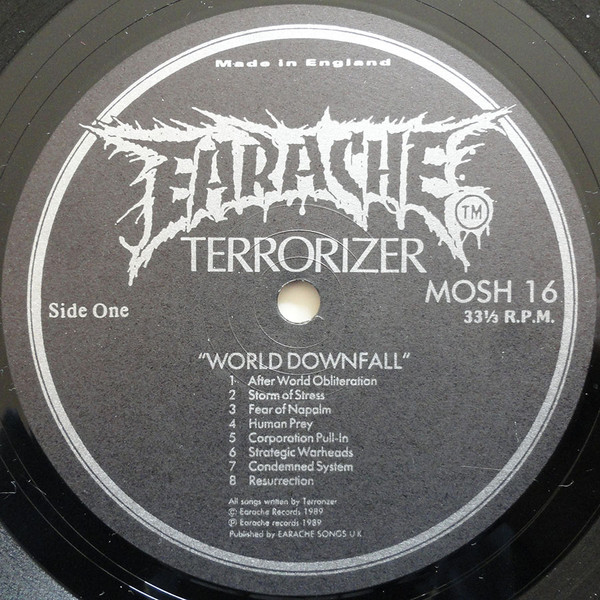 Made in England
EARACHE
TM
TERRORIZER
MOSH 16
Side One
33⅓ R.P.M.
"WORLD DOWNFALL"
1 After World Obliteration
2 Storm of Stress
3 Fear of Napalm
4 Human Prey
5 Corporation Pull-In
6 Strategic Warheads
7 Condemned System
8 Resurrection
All songs written by Terrorizer
© Earache Records 1989
℗ Earache records 1989
Published by EARACHE SONGS U K